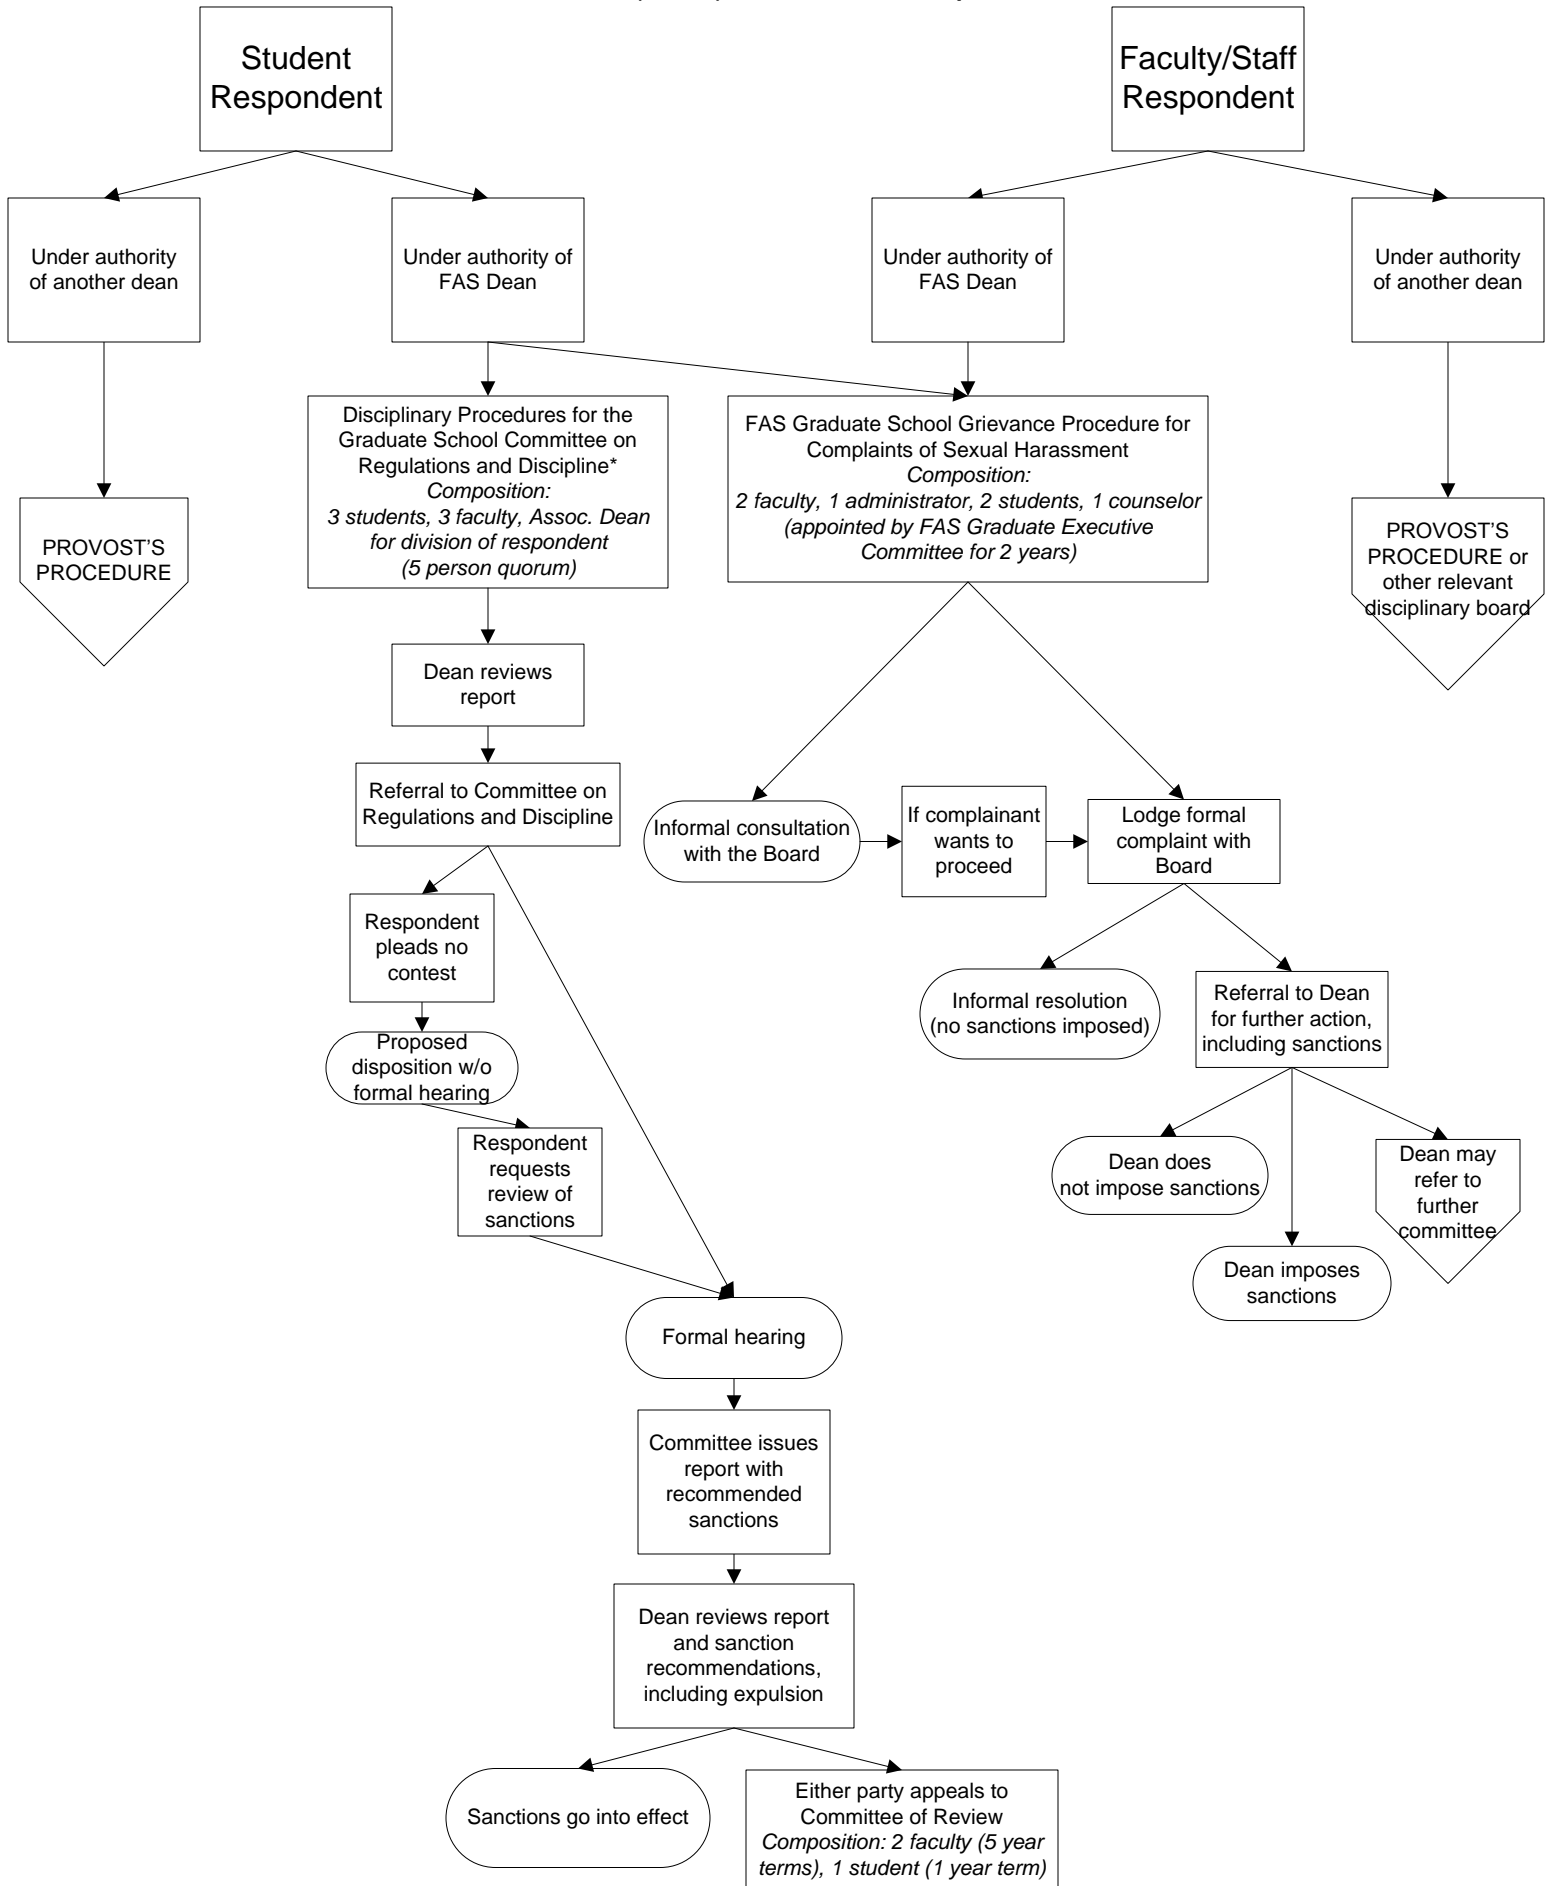 Student
Respondent
Faculty/Staff
Respondent
Under authority
of another dean
Under authority of
FAS Dean
Under authority of
FAS Dean
Under authority
of another dean
Disciplinary Procedures for the
Graduate School Committee on
Regulations and Discipline*
Composition:
3 students, 3 faculty, Assoc. Dean
for division of respondent
(5 person quorum)
FAS Graduate School Grievance Procedure for
Complaints of Sexual Harassment
Composition:
2 faculty, 1 administrator, 2 students, 1 counselor
(appointed by FAS Graduate Executive
Committee for 2 years)
PROVOST'S
PROCEDURE
PROVOST'S
PROCEDURE or
other relevant
disciplinary board
Dean reviews
report
Referral to Committee on
Regulations and Discipline
Informal consultation
with the Board
If complainant
wants to
proceed
Lodge formal
complaint with
Board
Respondent
pleads no
contest
Informal resolution
(no sanctions imposed)
Referral to Dean
for further action,
including sanctions
Proposed
disposition w/o
formal hearing
Respondent
requests
review of
sanctions
Dean does
not impose sanctions
Dean may
refer to
further
committee
Dean imposes
sanctions
Formal hearing
Committee issues
report with
recommended
sanctions
Dean reviews report
and sanction
recommendations,
including expulsion
Sanctions go into effect
Either party appeals to
Committee of Review
Composition: 2 faculty (5 year
terms), 1 student (1 year term)